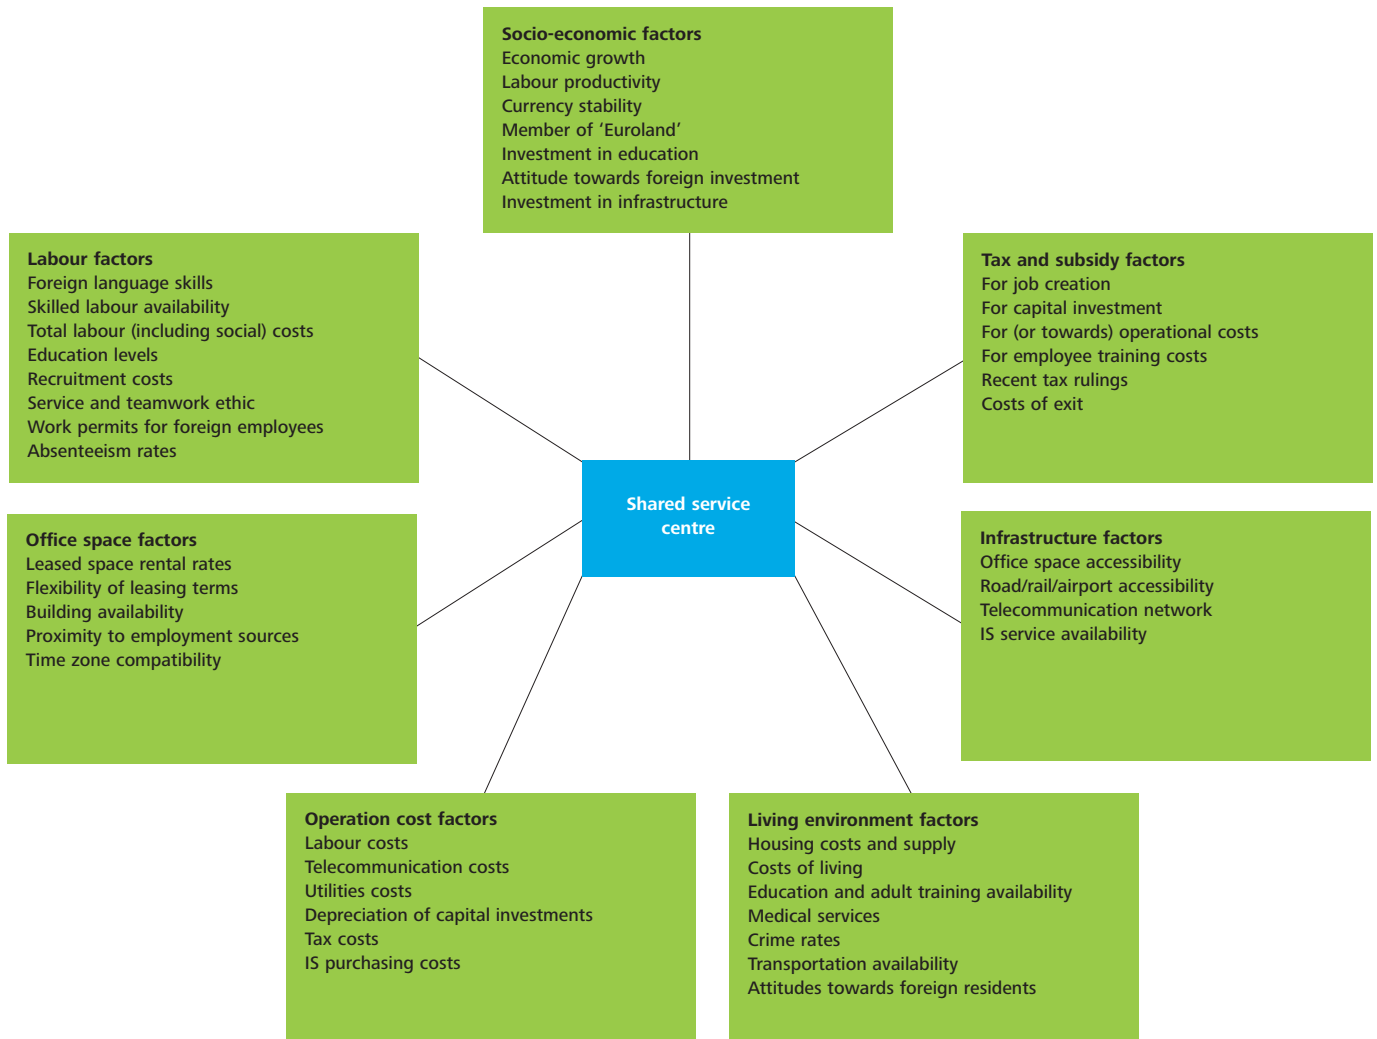 Socio-economic factors
Economic growth
Labour productivity
Currency stability
Member of ‘Euroland’
Investment in education
Attitude towards foreign investment
Investment in infrastructure
Labour factors
Foreign language skills
Skilled labour availability
Total labour (including social) costs
Education levels
Recruitment costs
Service and teamwork ethic
Work permits for foreign employees
Absenteeism rates
Tax and subsidy factors
For job creation
For capital investment
For (or towards) operational costs
For employee training costs
Recent tax rulings
Costs of exit
Shared service
centre
Office space factors
Leased space rental rates
Flexibility of leasing terms
Building availability
Proximity to employment sources
Time zone compatibility
Infrastructure factors
Office space accessibility
Road/rail/airport accessibility
Telecommunication network
IS service availability
Operation cost factors
Labour costs
Telecommunication costs
Utilities costs
Depreciation of capital investments
Tax costs
IS purchasing costs
Living environment factors
Housing costs and supply
Costs of living
Education and adult training availability
Medical services
Crime rates
Transportation availability
Attitudes towards foreign residents